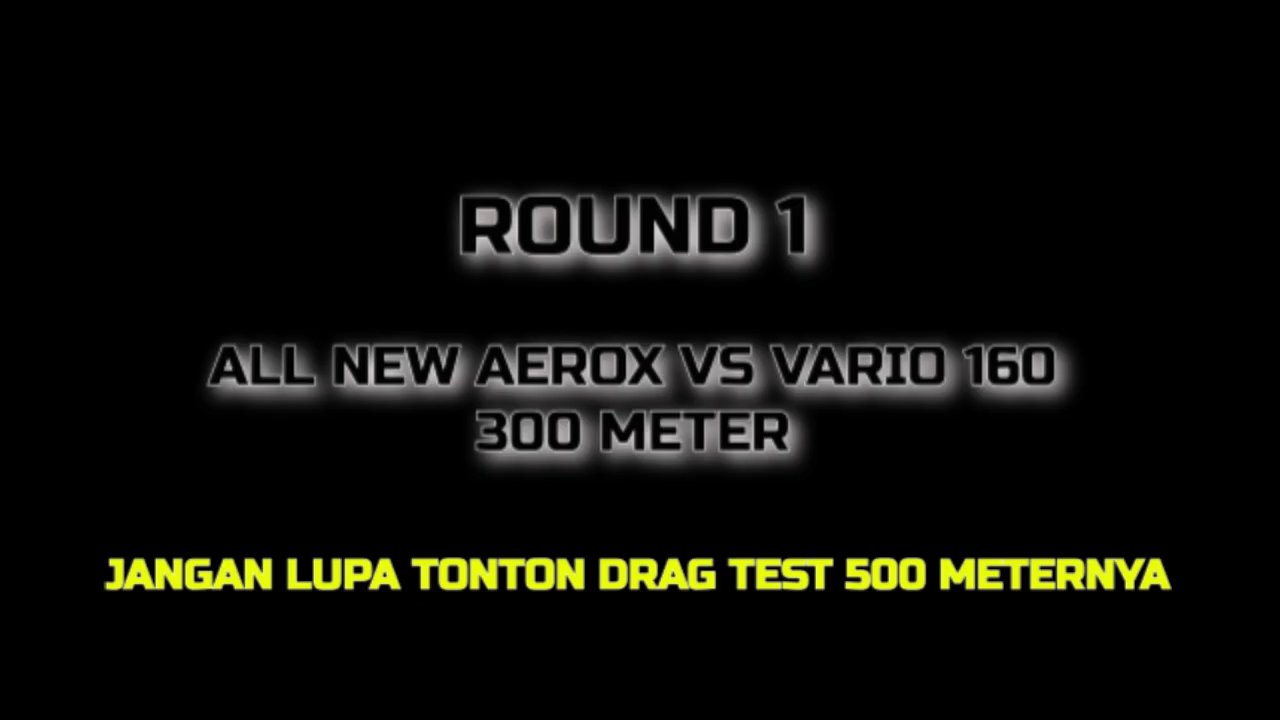 ROUND 1
ALL NEW AEROX VS VARIO 160
300 METER
JANGAN LUPA TONTON DRAG TEST 500 METERNYA